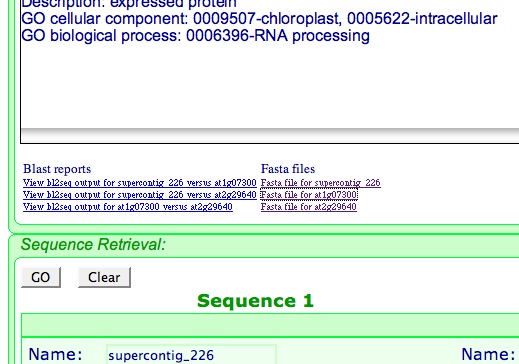 Description: expressed protein
GO cellular component: 0009507-chloroplast, 0005622-intracellular
GO biological process: 0006396-RNA processing
Blast reports Fasta files
View bl2seq output for supercontig_226 versus at1g07300 Fasta file for supercontig_226
View bl2seq output for supercontig_226 versus at2g29640 Fasta file for at1g07300
View bl2seq output for at1g07300 versus at2g29640 Fasta file for at2g29640
Sequence Retrieval:
GO Clear
Sequence 1
Name: supercontig_226 Name: